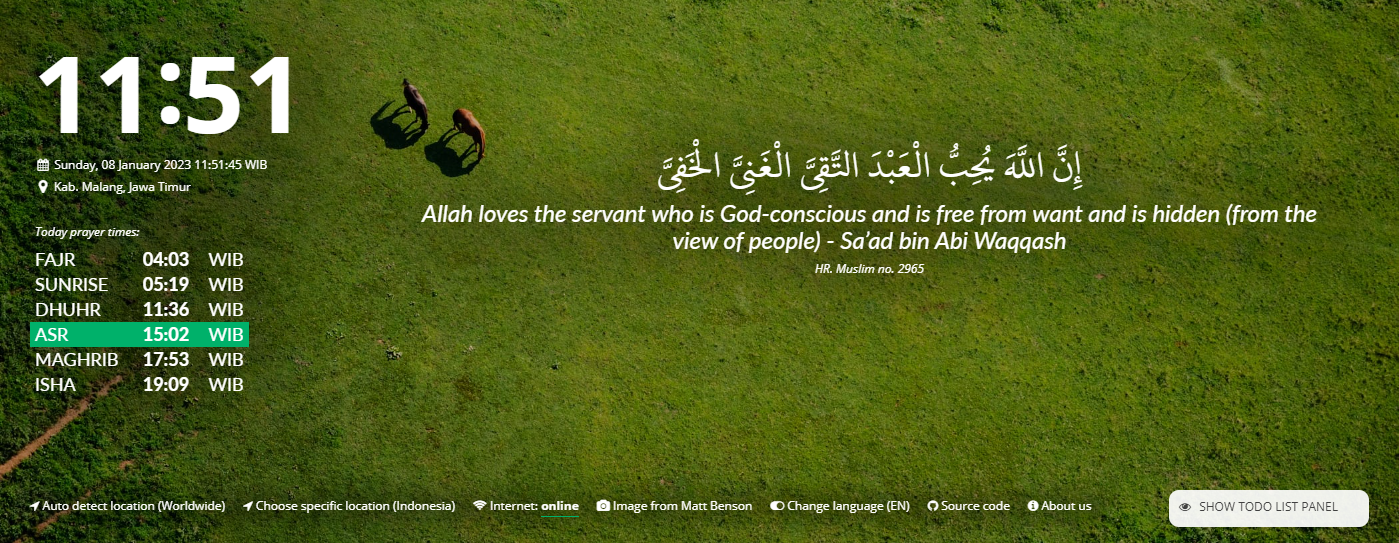 11:51
Sunday, 08 January 2023 11:51:45 WIB
Kab. Malang, Jawa Timur
Today prayer times:
FAJR 04:03 WIB
SUNRISE 05:19 WIB
DHUHR 11:36 WIB
ASR 15:02 WIB
MAGHRIB 17:53 WIB
ISHA 19:09 WIB
إِنَّ اللَّهَ يُحِبُّ الْعَبْدَ التَّقِيَّ الْغَنِيَّ الْخَفِيَّ
Allah loves the servant who is God-conscious and is free from want and is hidden (from the
view of people) - Sa’ad bin Abi Waqqash
HR. Muslim no. 2965
Auto detect location (Worldwide) Choose specific location (Indonesia) Internet: online Image from Matt Benson Change language (EN) Source code About us
SHOW TODO LIST PANEL